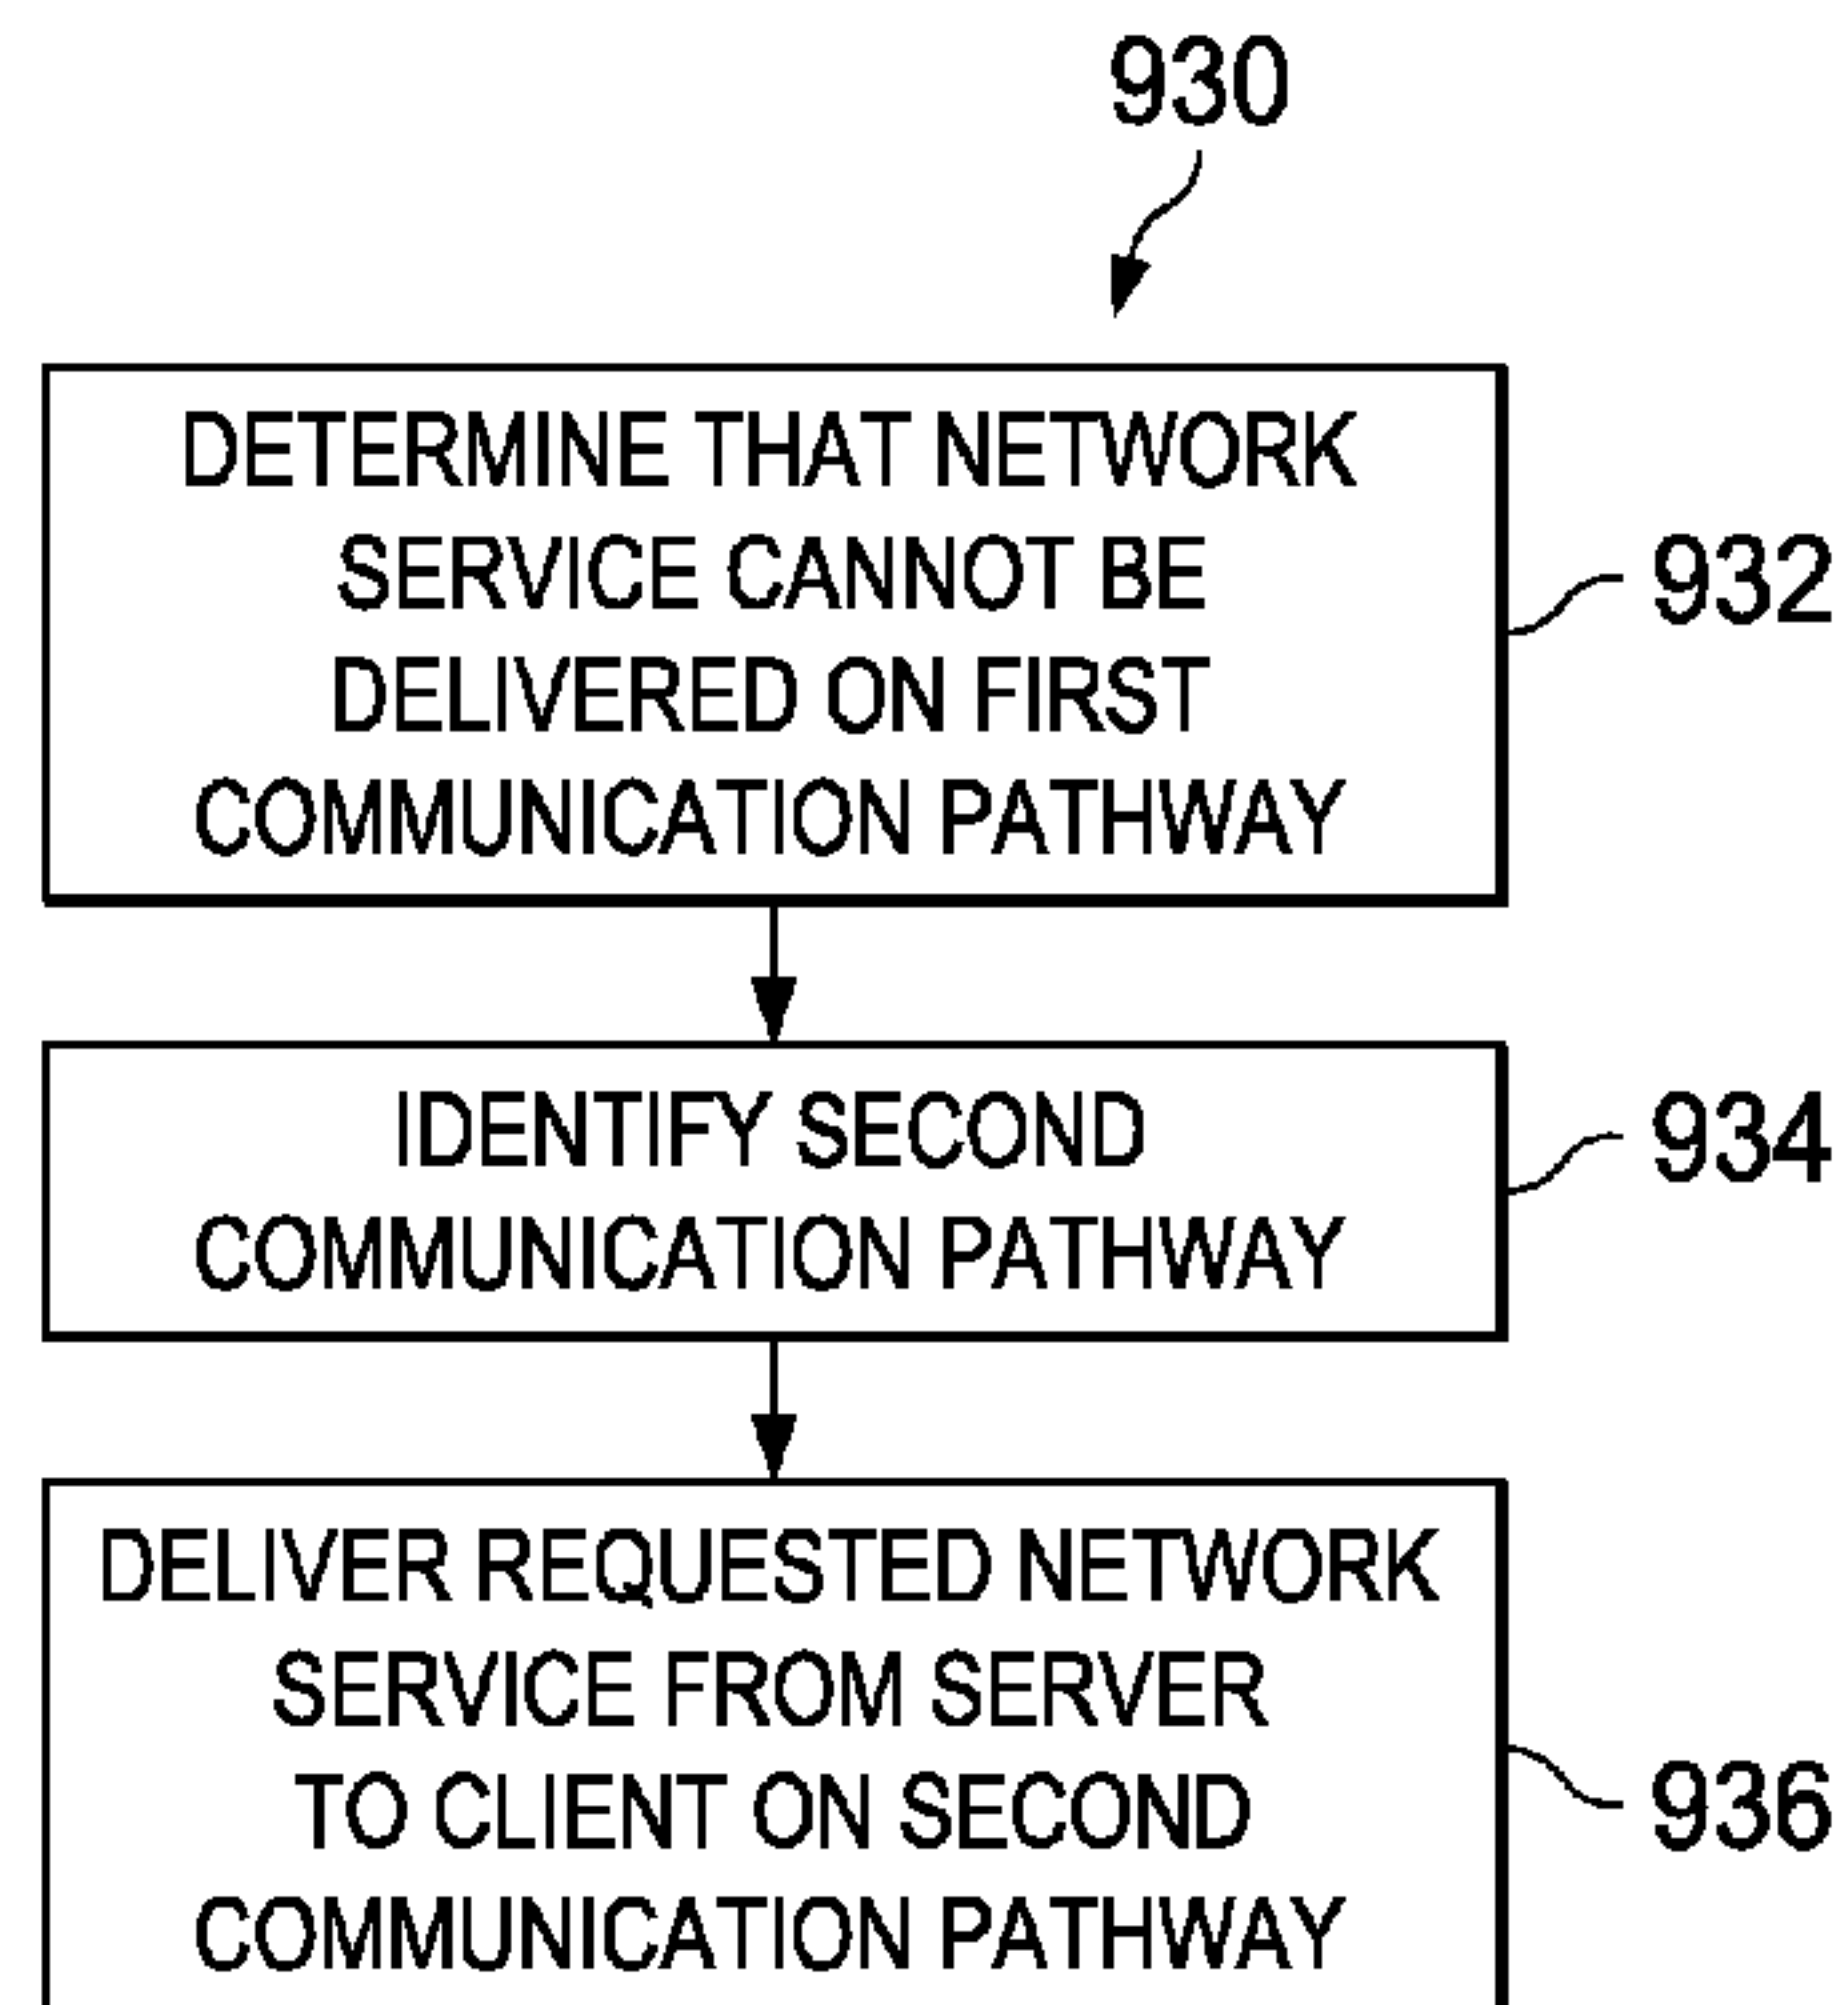 930
DETERMINE THAT NETWORK
SERVICE CANNOT BE
DELIVERED ON FIRST
COMMUNICATION PATHWAY
932
IDENTIFY SECOND
COMMUNICATION PATHWAY
934
DELIVER REQUESTED NETWORK
SERVICE FROM SERVER
TO CLIENT ON SECOND
COMMUNICATION PATHWAY
936